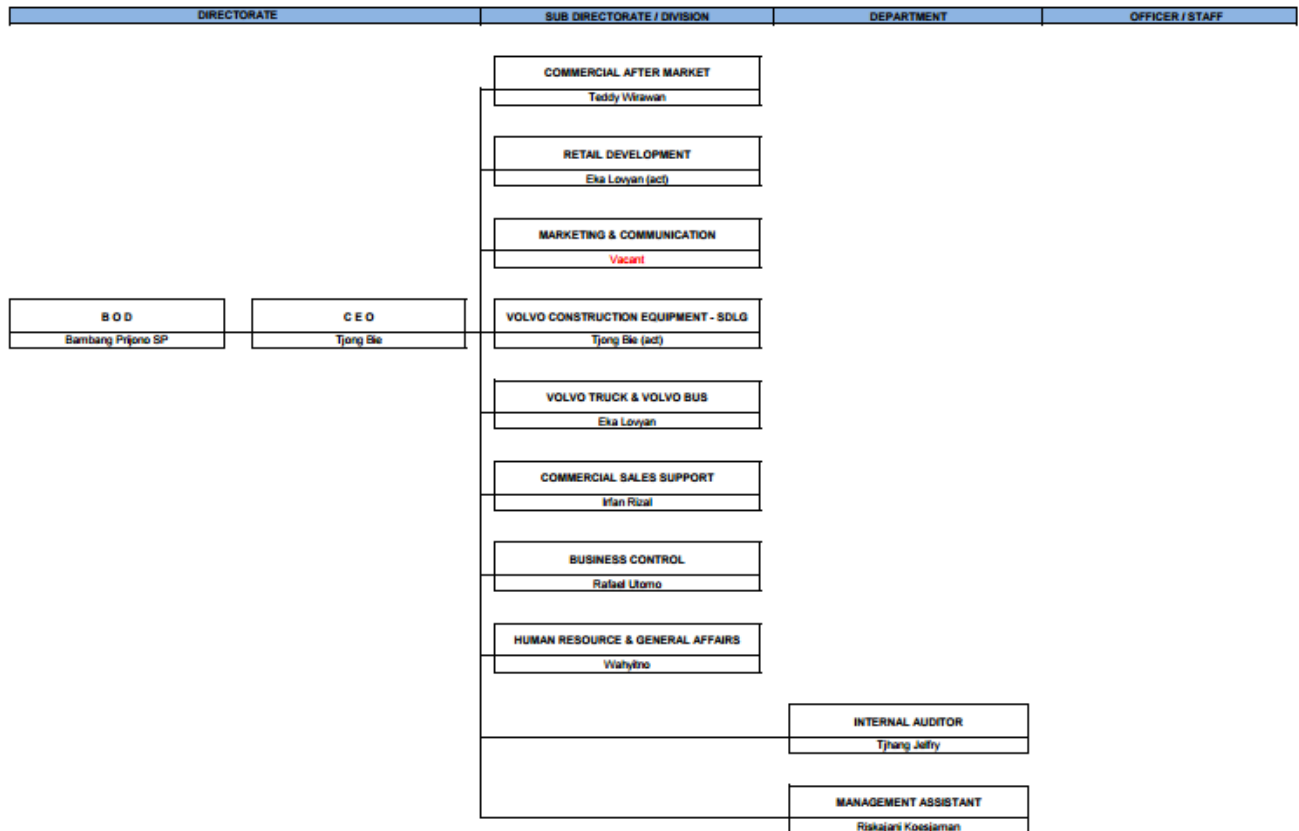 DIRECTORATE
SUB DIRECTORATE / DIVISION
DEPARTMENT
OFFICER / STAFF
COMMERCIAL AFTER MARKET
Teddy Wirawan
RETAIL DEVELOPMENT
Eka Lovyan (act)
MARKETING & COMMUNICATION
Vacant
B O D
Bambang Prijono SP
C E O
Tjong Bie
VOLVO CONSTRUCTION EQUIPMENT - SDLG
Tjong Bie (act)
VOLVO TRUCK & VOLVO BUS
Eka Lovyan
COMMERCIAL SALES SUPPORT
Irfan Rizal
BUSINESS CONTROL
Rafael Utomo
HUMAN RESOURCE & GENERAL AFFAIRS
Wahyitno
INTERNAL AUDITOR
Tjhang Jelfry
MANAGEMENT ASSISTANT
Riskajani Koesjaman